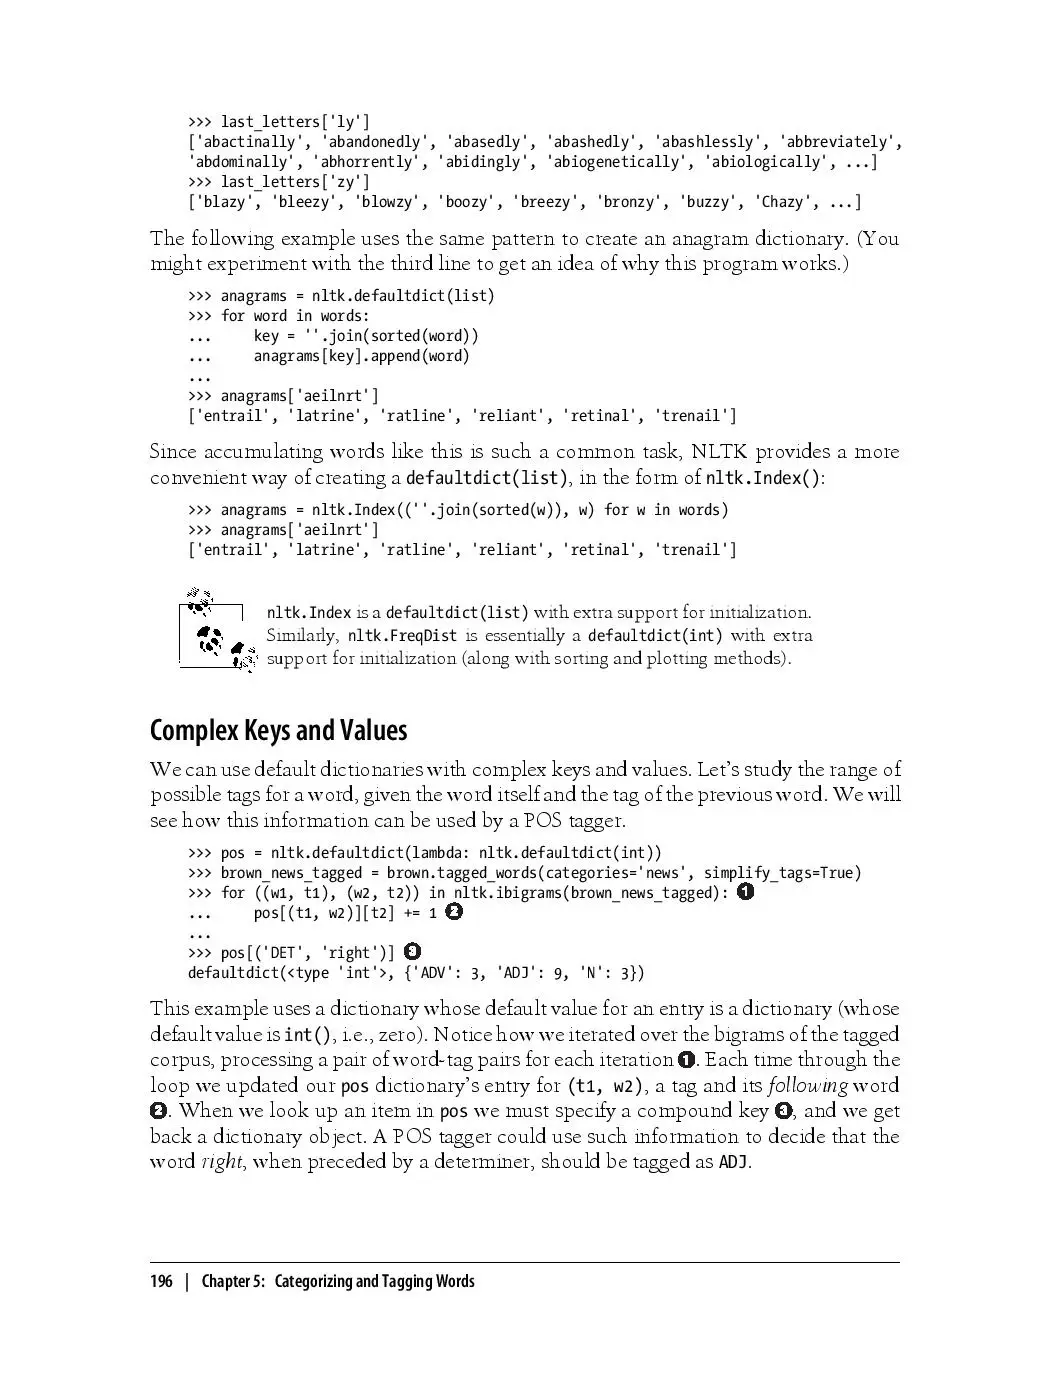 >>> last_letters['ly']
['abactinally', 'abandonedly', 'abasedly', 'abashedly', 'abashlessly', 'abbreviately',
'abdominally', 'abhorrently', 'abidingly', 'abiogenetically', 'abiologically', ...]
>>> last_letters['zy']
['blazy', 'bleezy', 'blowzy', 'boozy', 'breezy', 'bronzy', 'buzzy', 'Chazy', ...]
The following example uses the same pattern to create an anagram dictionary. (You
might experiment with the third line to get an idea of why this program works.)
>>> anagrams = nltk.defaultdict(list)
>>> for word in words:
...     key = ''.join(sorted(word))
...     anagrams[key].append(word)
...
>>> anagrams['aeilnrt']
['entrail', 'latrine', 'ratline', 'reliant', 'retinal', 'trenail']
Since accumulating words like this is such a common task, NLTK provides a more
convenient way of creating a defaultdict(list), in the form of nltk.Index():
>>> anagrams = nltk.Index((''.join(sorted(w)), w) for w in words)
>>> anagrams['aeilnrt']
['entrail', 'latrine', 'ratline', 'reliant', 'retinal', 'trenail']
nltk.Index is a defaultdict(list) with extra support for initialization.
Similarly, nltk.FreqDist is essentially a defaultdict(int) with extra
support for initialization (along with sorting and plotting methods).
Complex Keys and Values
We can use default dictionaries with complex keys and values. Let’s study the range of
possible tags for a word, given the word itself and the tag of the previous word. We will
see how this information can be used by a POS tagger.
>>> pos = nltk.defaultdict(lambda: nltk.defaultdict(int))
>>> brown_news_tagged = brown.tagged_words(categories='news', simplify_tags=True)
>>> for ((w1, t1), (w2, t2)) in nltk.ibigrams(brown_news_tagged): ❶
...     pos[(t1, w2)][t2] += 1 ❷
...
>>> pos[('DET', 'right')] ❸
defaultdict(<type 'int'>, {'ADV': 3, 'ADJ': 9, 'N': 3})
This example uses a dictionary whose default value for an entry is a dictionary (whose
default value is int(), i.e., zero). Notice how we iterated over the bigrams of the tagged
corpus, processing a pair of word-tag pairs for each iteration ❶. Each time through the
loop we updated our pos dictionary’s entry for (t1, w2), a tag and its following word
❷. When we look up an item in pos we must specify a compound key ❸, and we get
back a dictionary object. A POS tagger could use such information to decide that the
word right, when preceded by a determiner, should be tagged as ADJ.
196 | Chapter 5: Categorizing and Tagging Words